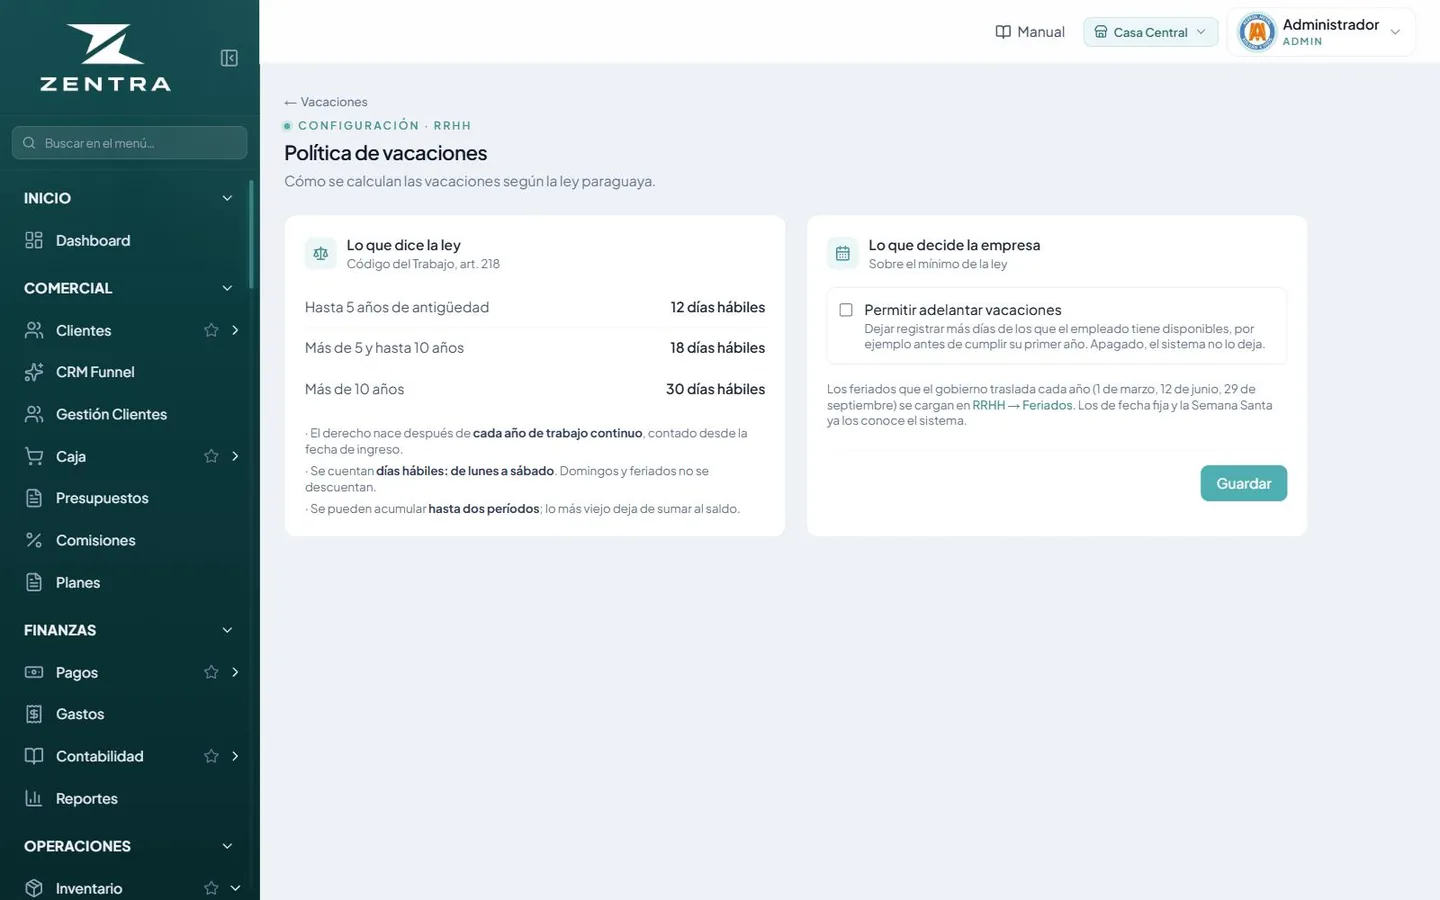 ZENTRA
Buscar en el menú...
INICIO
Dashboard
COMERCIAL
Clientes
CRM Funnel
Gestión Clientes
Caja
Presupuestos
Comisiones
Planes
FINANZAS
Pagos
Gastos
Contabilidad
Reportes
OPERACIONES
Inventario
Manual
Casa Central
Administrador
ADMIN
← Vacaciones
CONFIGURACIÓN · RRHH
Política de vacaciones
Cómo se calculan las vacaciones según la ley paraguaya.
Lo que dice la ley
Código del Trabajo, art. 218
Hasta 5 años de antigüedad 12 días hábiles
Más de 5 y hasta 10 años 18 días hábiles
Más de 10 años 30 días hábiles
· El derecho nace después de cada año de trabajo continuo, contado desde la
fecha de ingreso.
· Se cuentan días hábiles: de lunes a sábado. Domingos y feriados no se
descuentan.
· Se pueden acumular hasta dos períodos; lo más viejo deja de sumar al saldo.
Lo que decide la empresa
Sobre el mínimo de la ley
Permitir adelantar vacaciones
Dejar registrar más días de los que el empleado tiene disponibles, por
ejemplo antes de cumplir su primer año. Apagado, el sistema no lo deja.
Los feriados que el gobierno traslada cada año (1 de marzo, 12 de junio, 29 de
septiembre) se cargan en RRHH → Feriados. Los de fecha fija y la Semana Santa
ya los conoce el sistema.
Guardar